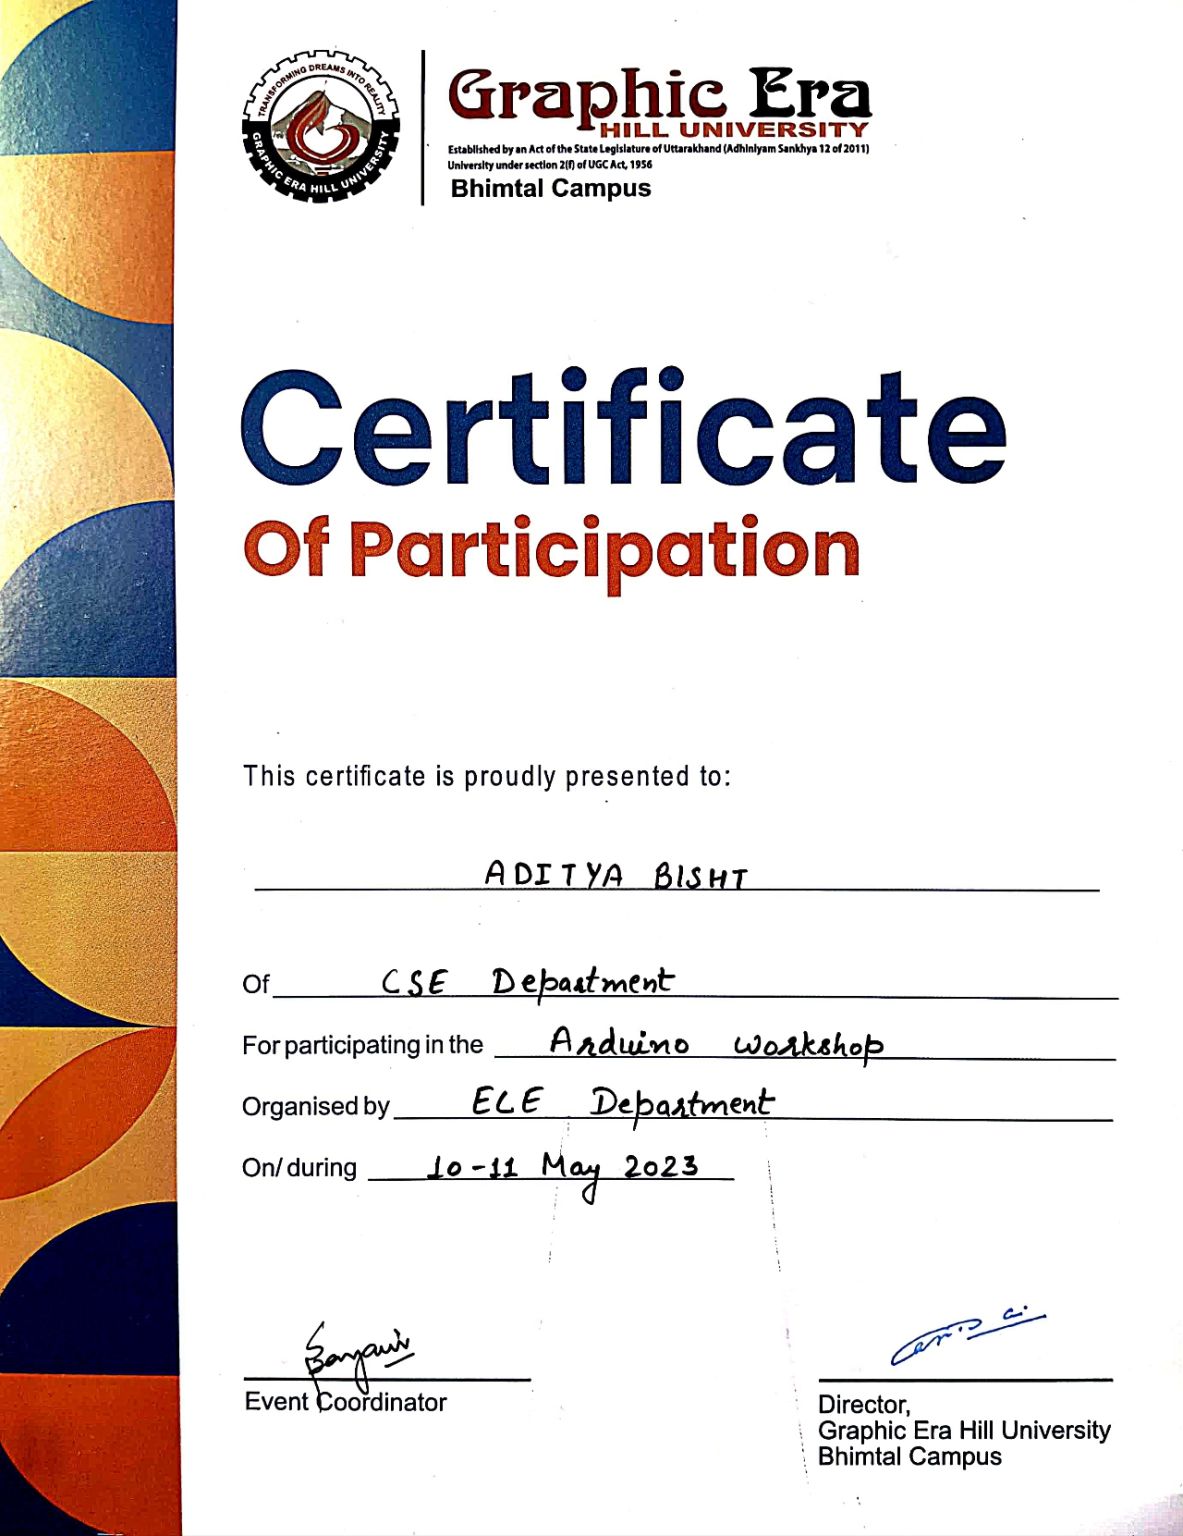 TRANSFORMING DREAMS INTO REALITY
GRAPHIC ERA HILL UNIVERSITY
Graphic Era
HILL UNIVERSITY
Established by an Act of the State Legislature of Uttarakhand (Adhiniyam Sankhya 12 of 2011)
University under section 2(f) of UGC Act, 1956
Bhimtal Campus
Certificate
Of Participation
This certificate is proudly presented to:
ADITYA BISHT
Of CSE Department
For participating in the Arduino Workshop
Organised by ECE Department
On/ during 10-11 May 2023
Event Coordinator
Director,
Graphic Era Hill University
Bhimtal Campus